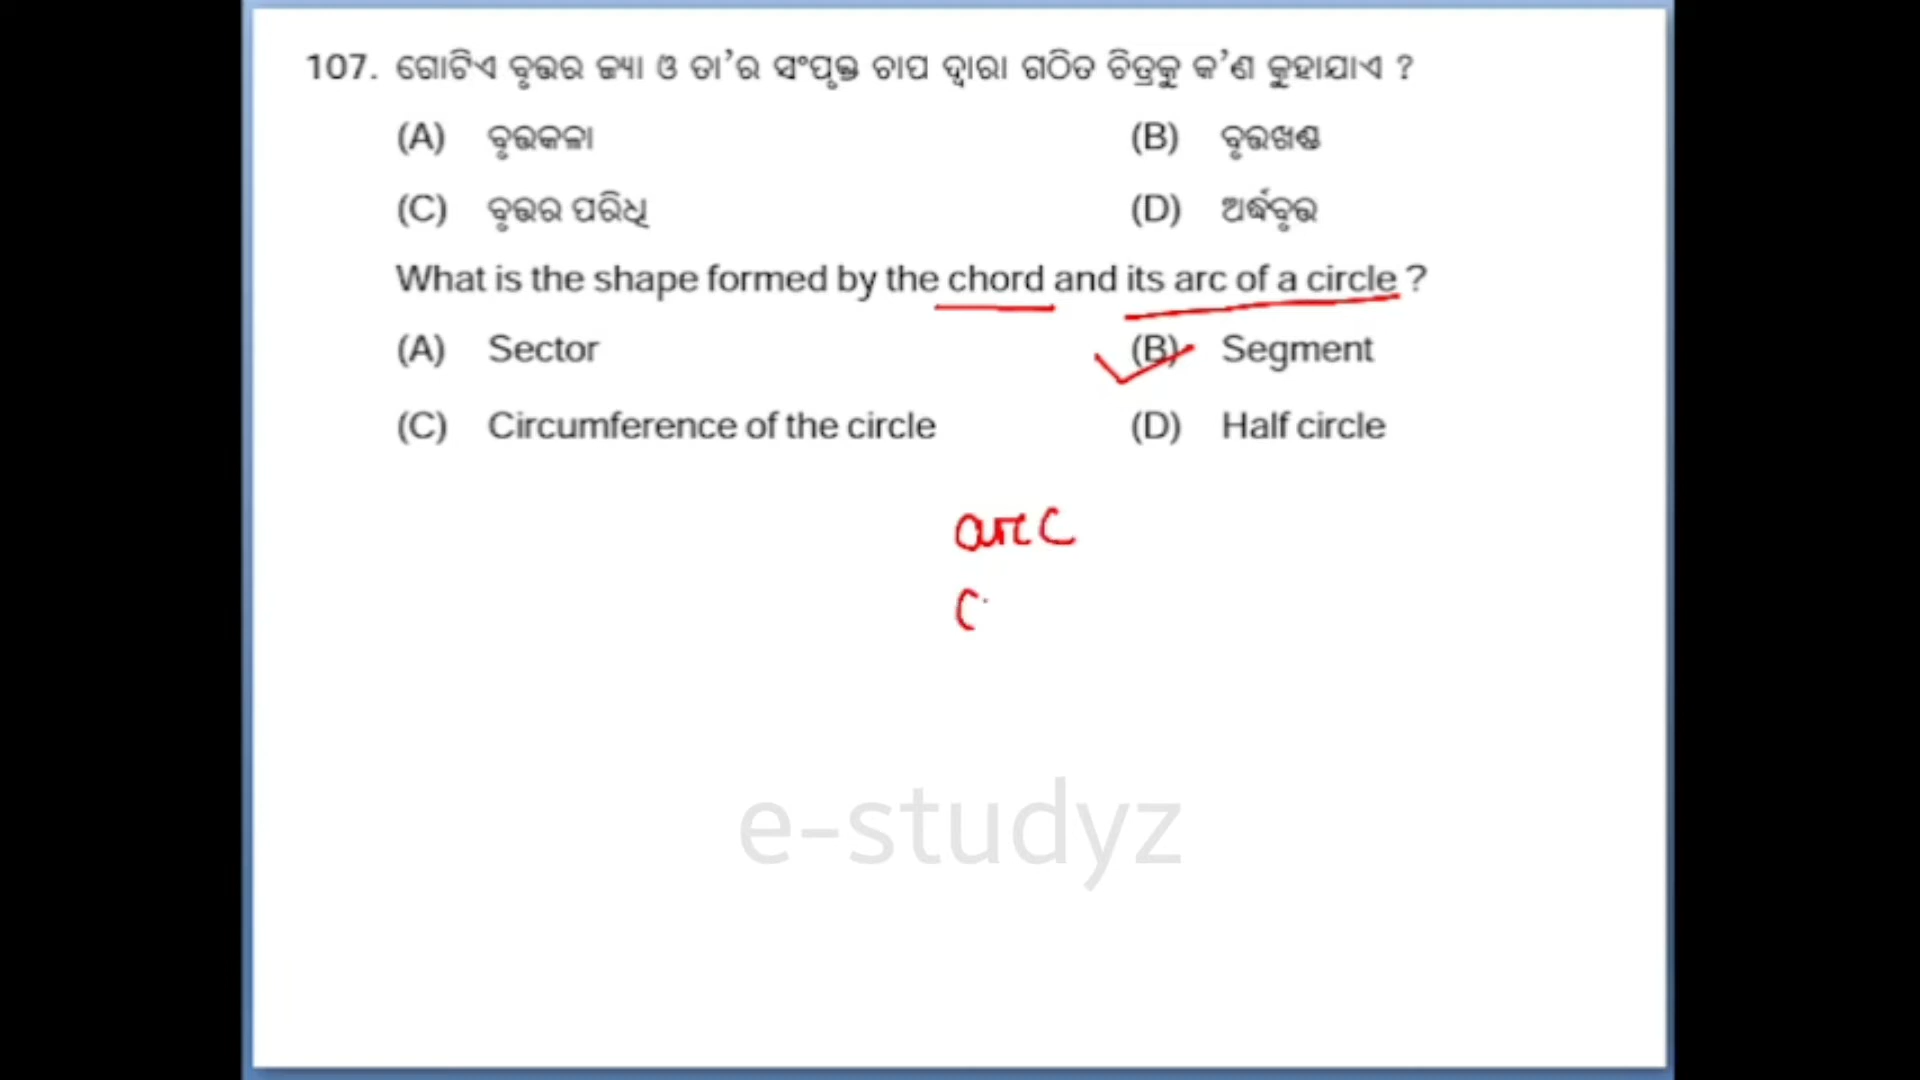 107. ଗୋଟିଏ ବୃତ୍ତର ଜ୍ୟା ଓ ତା'ର ସଂପୃକ୍ତ ଚାପ ଦ୍ୱାରା ଗଠିତ ଚିତ୍ରକୁ କ'ଣ କୁହାଯାଏ ?
(A) ବୃତ୍ତକଳା (B) ବୃତ୍ତଖଣ୍ଡ
(C) ବୃତ୍ତର ପରିଧି (D) ଅର୍ଦ୍ଧବୃତ୍ତ
What is the shape formed by the chord and its arc of a circle ?
(A) Sector (B) Segment
(C) Circumference of the circle (D) Half circle
arc
c
e-studyz